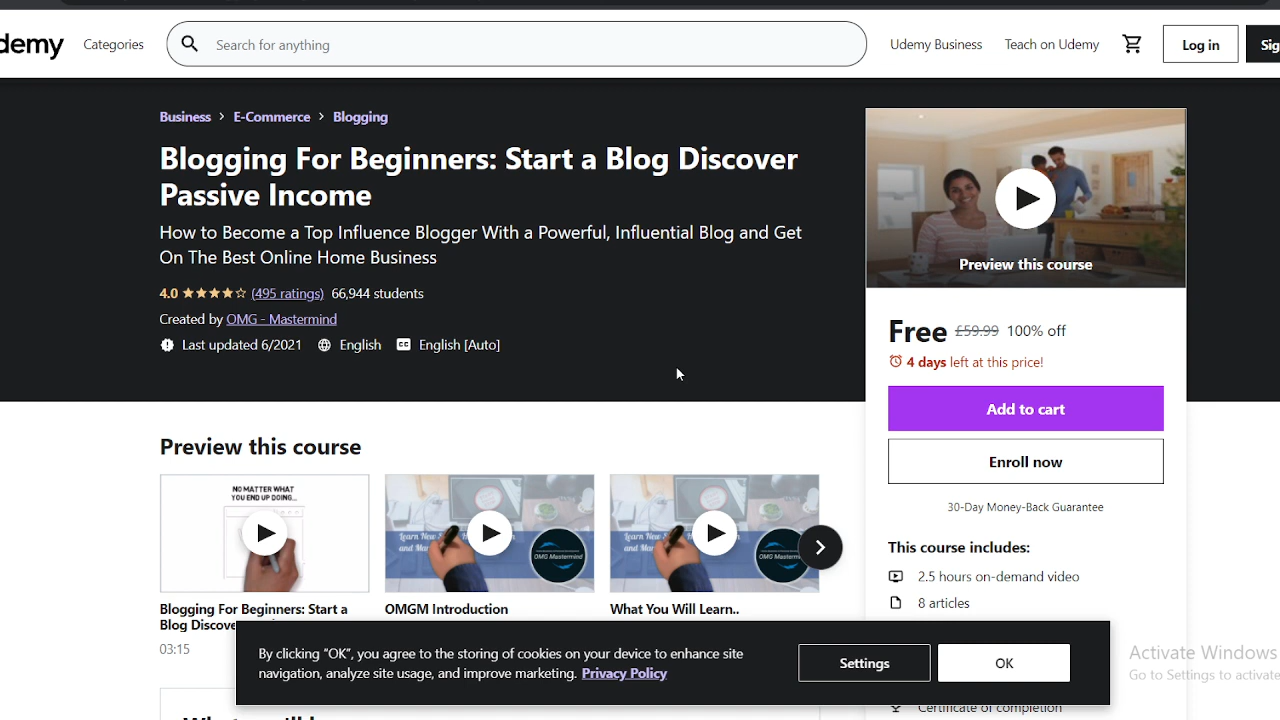 Categories
Search for anything
Udemy Business
Teach on Udemy
Log in
Business > E-Commerce > Blogging
Blogging For Beginners: Start a Blog Discover
Passive Income
How to Become a Top Influence Blogger With a Powerful, Influential Blog and Get
On The Best Online Home Business
4.0 (495 ratings) 66,944 students
Created by OMG - Mastermind
Last updated 6/2021 English CC English [Auto]
Preview this course
Free £59.99 100% off
4 days left at this price!
Add to cart
Enroll now
30-Day Money-Back Guarantee
This course includes:
2.5 hours on-demand video
8 articles
Certificate of completion
Preview this course
NO MATTER WHAT
YOU END UP DOING...
OMG Mastermind
Blogging For Beginners: Start a
03:15
OMGM Introduction
What You Will Learn..
By clicking “OK”, you agree to the storing of cookies on your device to enhance site
navigation, analyze site usage, and improve marketing. Privacy Policy
Settings
OK
Activate Windows
Go to Settings to activate